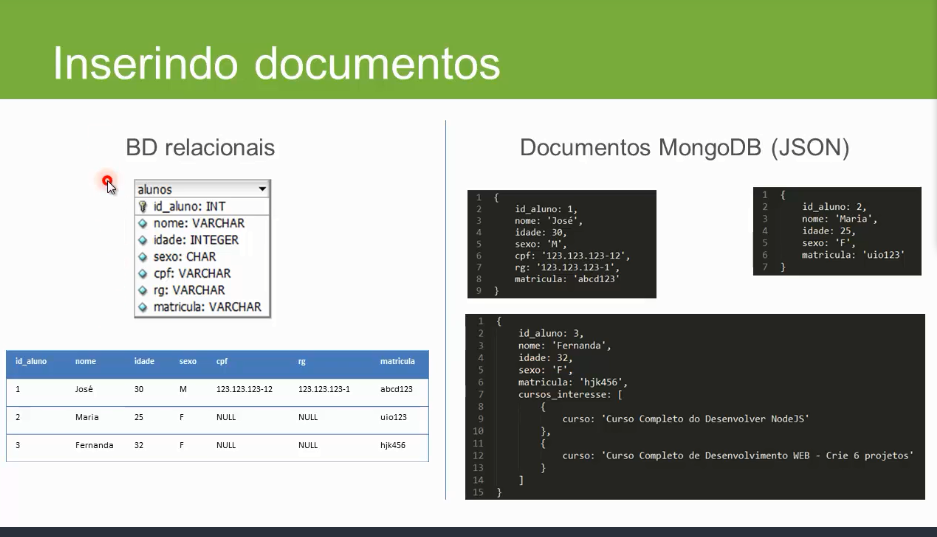 Inserindo documentos
BD relacionais
alunos
id_aluno: INT
nome: VARCHAR
idade: INTEGER
sexo: CHAR
cpf: VARCHAR
rg: VARCHAR
matricula: VARCHAR
id_aluno nome idade sexo cpf rg matricula
1 José 30 M 123.123.123-12 123.123.123-1 abcd123
2 Maria 25 F NULL NULL uio123
3 Fernanda 32 F NULL NULL hjk456
Documentos MongoDB (JSON)
1 {
2 id_aluno: 1,
3 nome: 'José',
4 idade: 30,
5 sexo: 'M',
6 cpf: '123.123.123-12',
7 rg: '123.123.123-1',
8 matricula: 'abcd123'
9 }
1 {
2 id_aluno: 2,
3 nome: 'Maria',
4 idade: 25,
5 sexo: 'F',
6 matricula: 'uio123'
7 }
1 {
2 id_aluno: 3,
3 nome: 'Fernanda',
4 idade: 32,
5 sexo: 'F',
6 matricula: 'hjk456',
7 cursos_interesse: [
8 {
9 curso: 'Curso Completo do Desenvolver NodeJS'
10 },
11 {
12 curso: 'Curso Completo de Desenvolvimento WEB - Crie 6 projetos'
13 }
14 ]
15 }